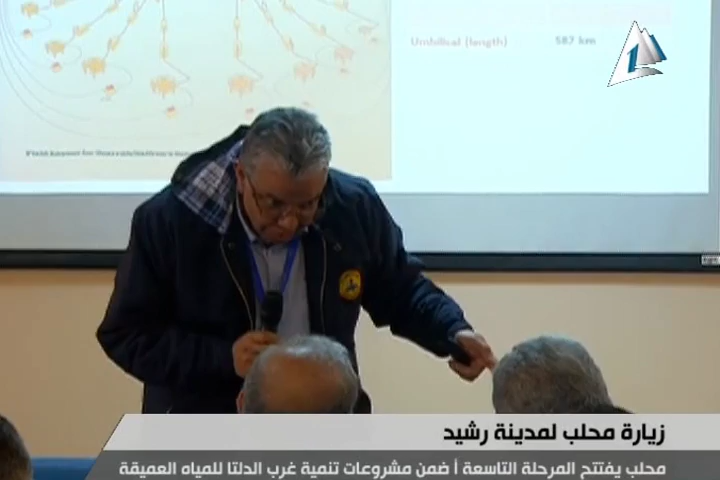 Umbilical (length) 587 km
زيارة محلب لمدينة رشيد
محلب يفتتح المرحلة التاسعة أ ضمن مشروعات تنمية غرب الدلتا للمياه العميقة